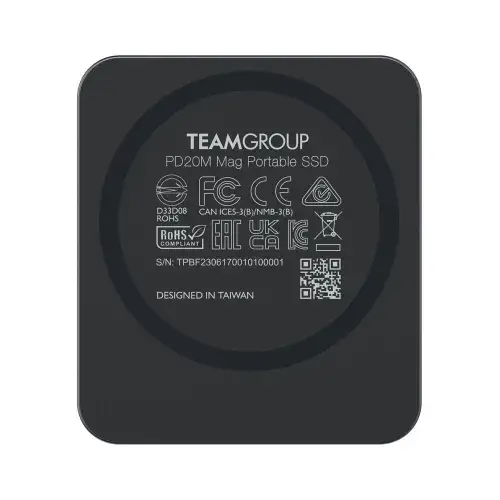 TEAMGROUP
PD20M Mag Portable SSD
D33D08
ROHS
FC CE
CAN ICES-3(B)/NMB-3(B)
RoHS
COMPLIANT
EAC UK
CA
S/N: TPBF230617010100001
DESIGNED IN TAIWAN